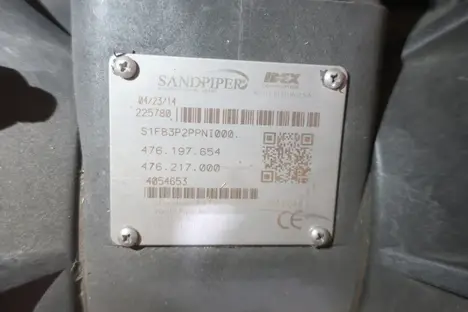 SANDPIPER
04/23/14
225780
S1FB3P2PPNI000.
476.197.654
476.217.000
4054653
CE